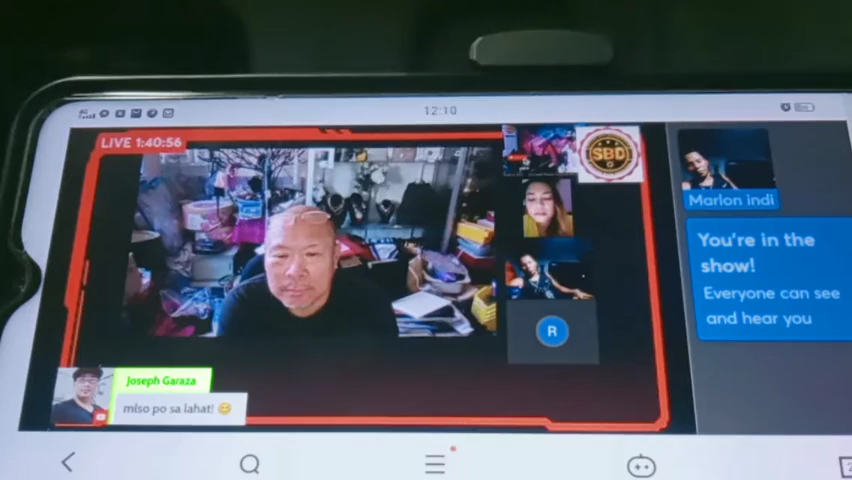 12:10
LIVE 1:40:56
SBD
Marlon indi
You're in the
show!
Everyone can see
and hear you
R
Joseph Garaza
mlso po sa lahat! 😊